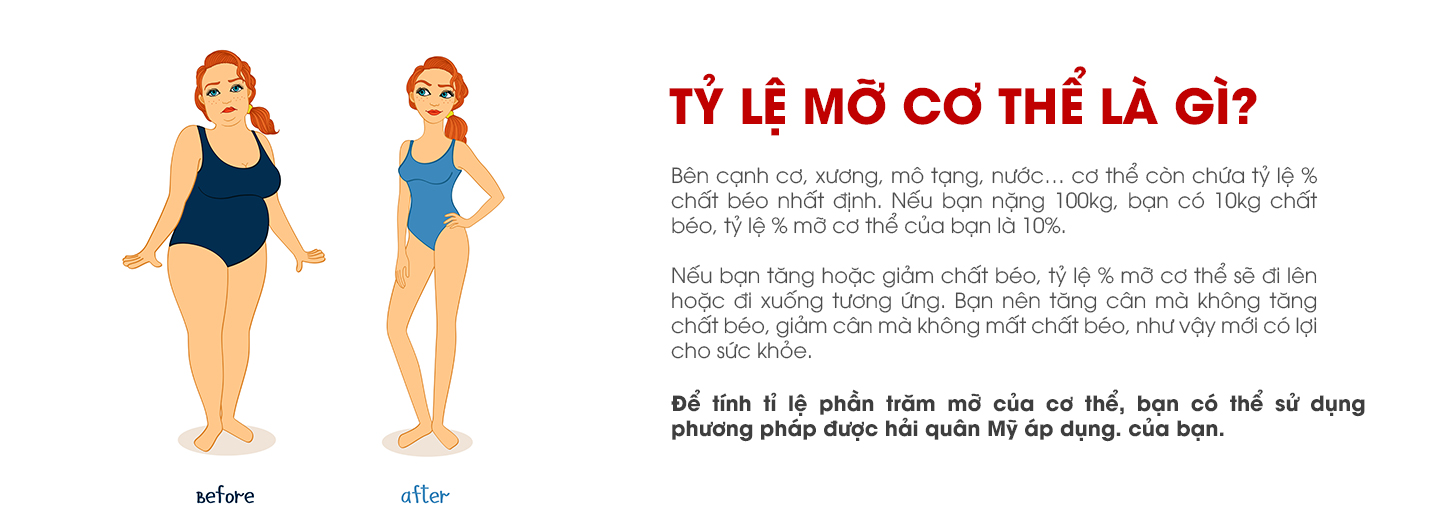 TỶ LỆ MỠ CƠ THỂ LÀ GÌ?
Bên cạnh cơ, xương, mô tạng, nước... cơ thể còn chứa tỷ lệ %
chất béo nhất định. Nếu bạn nặng 100kg, bạn có 10kg chất
béo, tỷ lệ % mỡ cơ thể của bạn là 10%.
Nếu bạn tăng hoặc giảm chất béo, tỷ lệ % mỡ cơ thể sẽ đi lên
hoặc đi xuống tương ứng. Bạn nên tăng cân mà không tăng
chất béo, giảm cân mà không mất chất béo, như vậy mới có lợi
cho sức khỏe.
Để tính tỉ lệ phần trăm mỡ của cơ thể, bạn có thể sử dụng
phương pháp được hải quân Mỹ áp dụng. của bạn.
Before
after